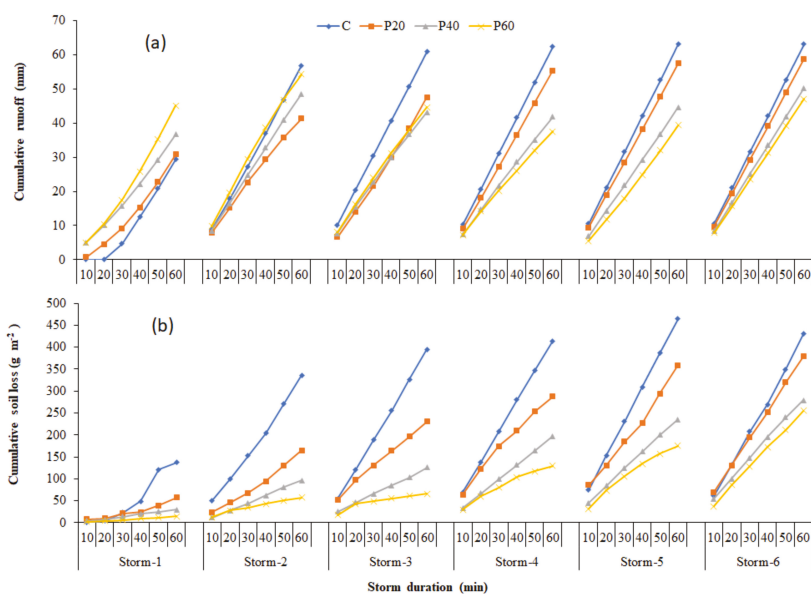 (a)
C P20 P40 P60
Cumulative runoff (mm)
70
60
50
40
30
20
10
0
10 20 30 40 50 60 10 20 30 40 50 60 10 20 30 40 50 60 10 20 30 40 50 60 10 20 30 40 50 60 10 20 30 40 50 60
(b)
Cumulative soil loss (g m⁻²)
500
450
400
350
300
250
200
150
100
50
0
10 20 30 40 50 60 10 20 30 40 50 60 10 20 30 40 50 60 10 20 30 40 50 60 10 20 30 40 50 60 10 20 30 40 50 60
Storm-1 Storm-2 Storm-3 Storm-4 Storm-5 Storm-6
Storm duration (min)